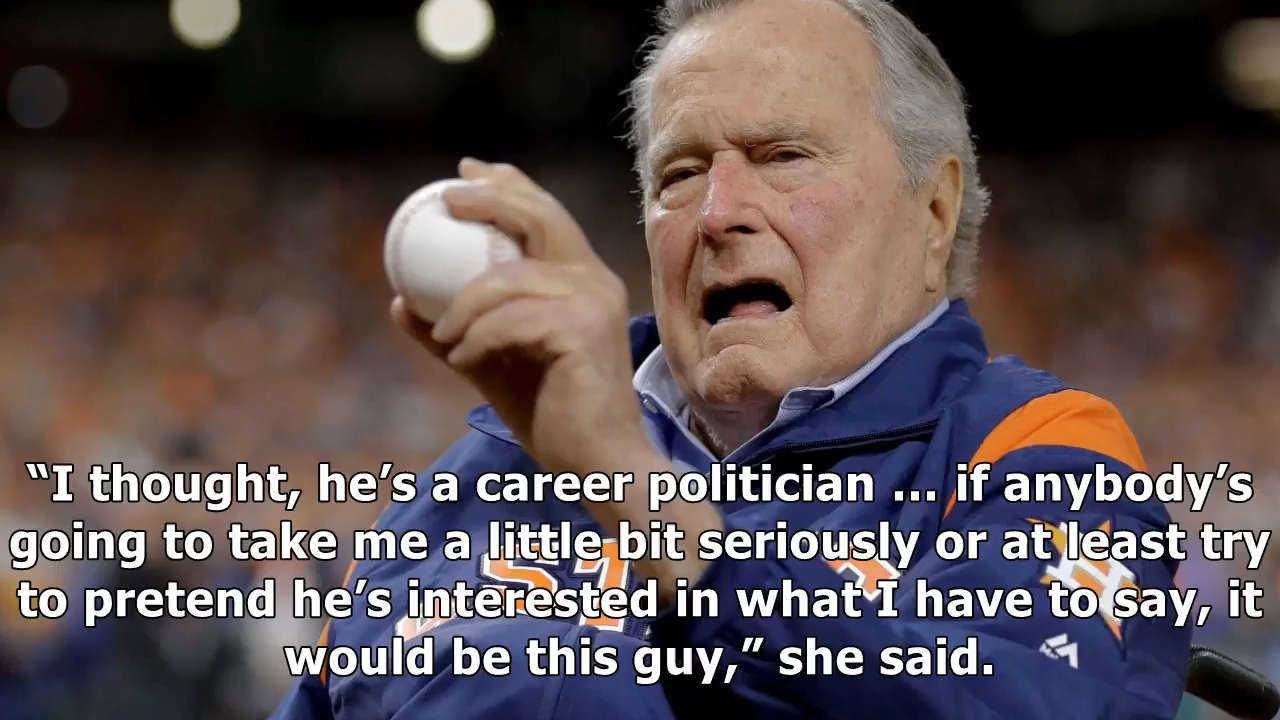 “I thought, he’s a career politician ... if anybody’s
going to take me a little bit seriously or at least try
to pretend he’s interested in what I have to say, it
would be this guy,” she said.